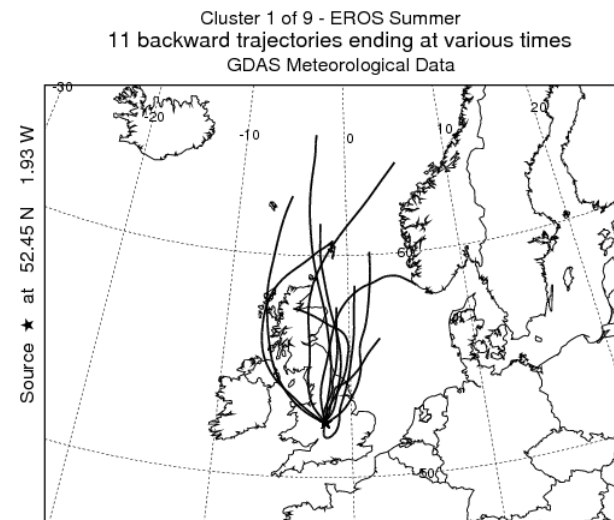 Cluster 1 of 9 - EROS Summer
11 backward trajectories ending at various times
GDAS Meteorological Data
Source ★ at 52.45 N 1.93 W
-30
-20
-10
0
10
20
60
50